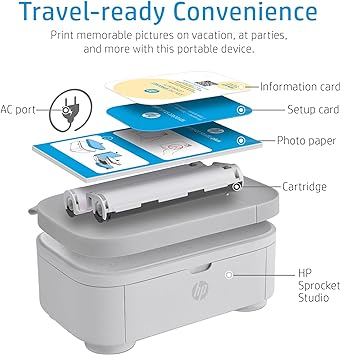 Travel-ready Convenience
Print memorable pictures on vacation, at parties,
and more with this portable device.
Information card
AC port
Setup card
Photo paper
Cartridge
HP
Sprocket
Studio
hp
hp